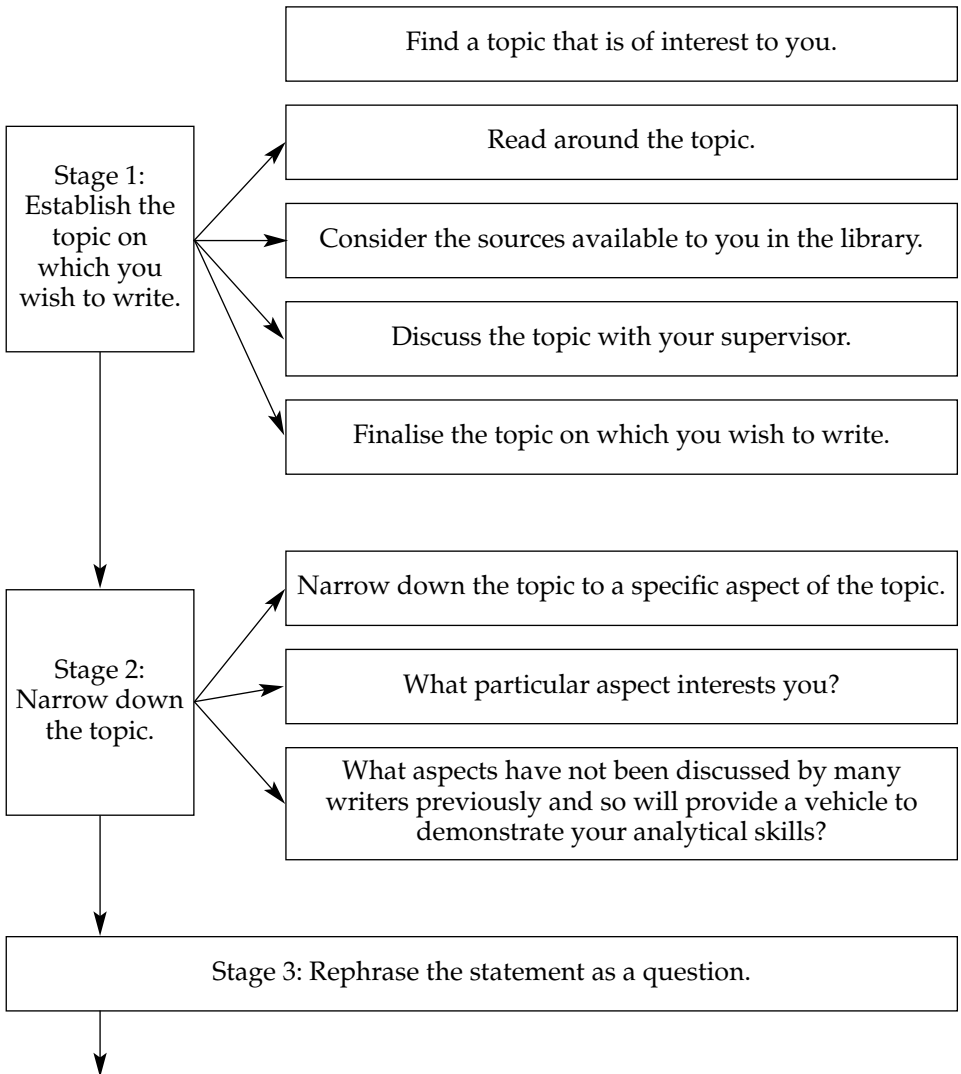 Find a topic that is of interest to you.
Stage 1:
Establish the
topic on
which you
wish to write.
Read around the topic.
Consider the sources available to you in the library.
Discuss the topic with your supervisor.
Finalise the topic on which you wish to write.
Stage 2:
Narrow down
the topic.
Narrow down the topic to a specific aspect of the topic.
What particular aspect interests you?
What aspects have not been discussed by many
writers previously and so will provide a vehicle to
demonstrate your analytical skills?
Stage 3: Rephrase the statement as a question.